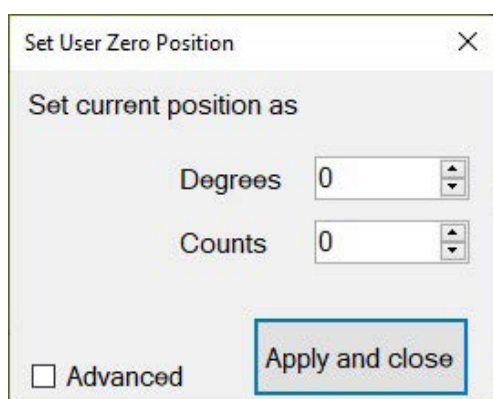 Set User Zero Position
Set current position as
Degrees 0
Counts 0
Advanced Apply and close